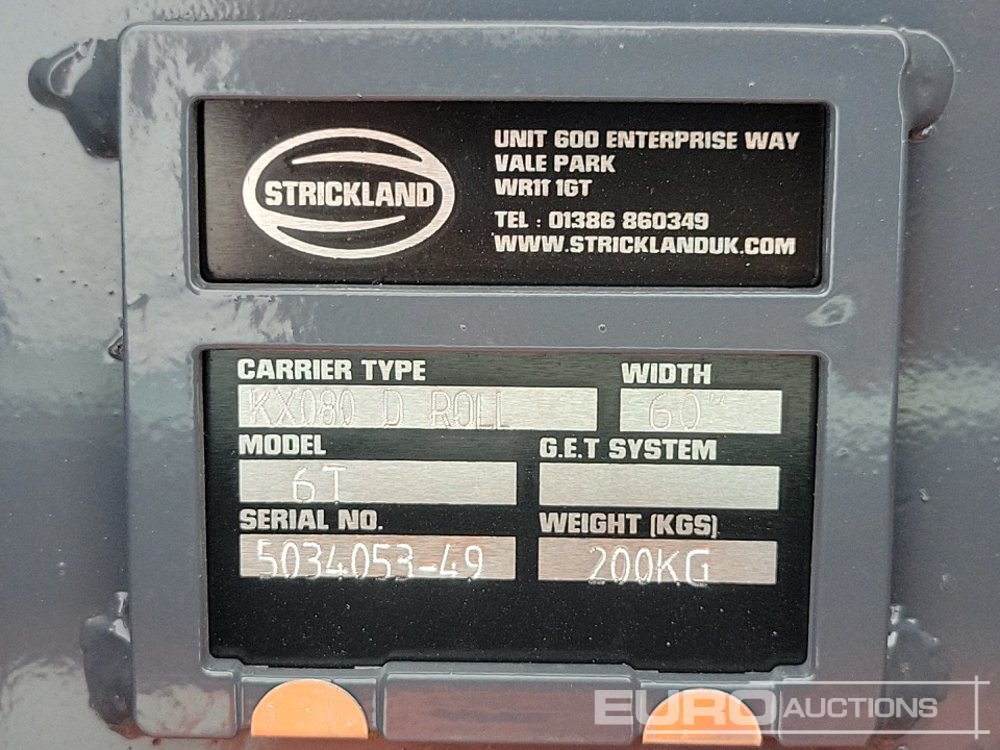 STRICKLAND
UNIT 600 ENTERPRISE WAY
VALE PARK
WR11 1GT
TEL : 01386 860349
WWW.STRICKLANDUK.COM
CARRIER TYPE
KX080 D ROLL
WIDTH
60"
MODEL
6T
G.E.T SYSTEM
SERIAL NO.
5034053-49
WEIGHT (KGS)
200KG
EURO AUCTIONS